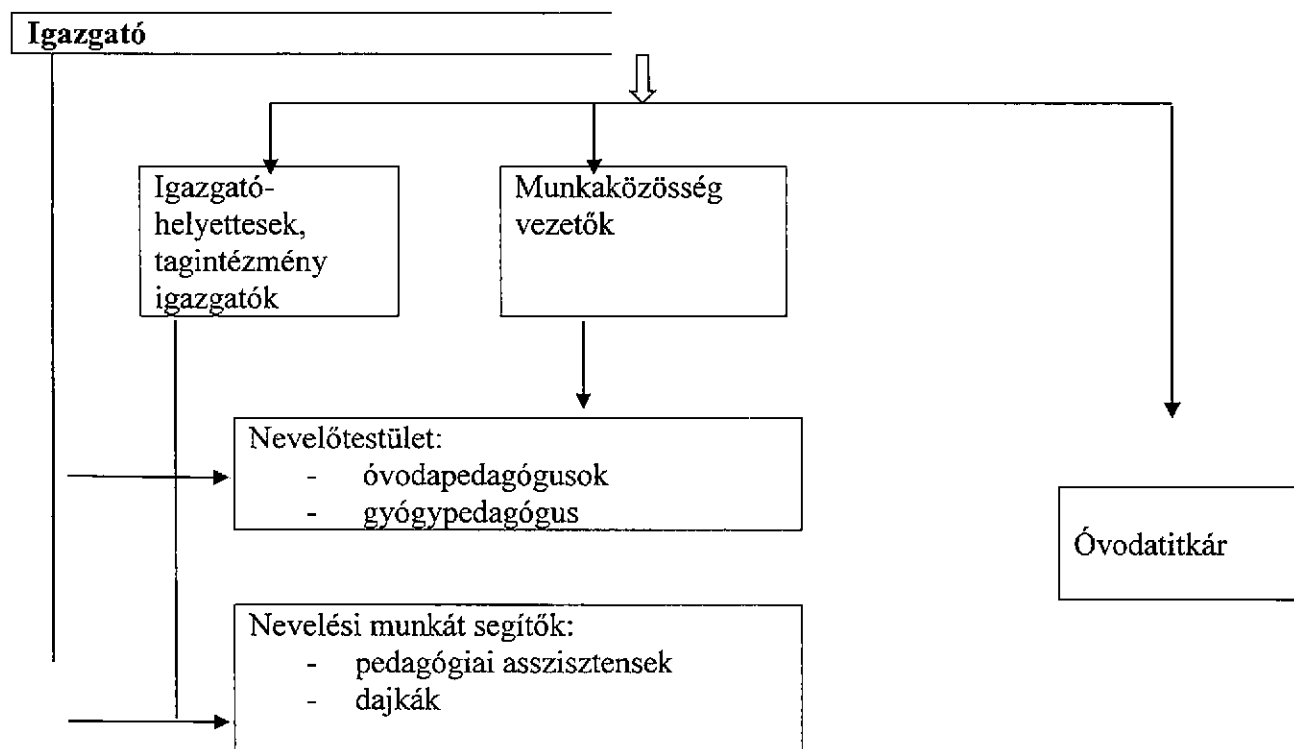 Igazgató
Igazgató-
helyettesek,
tagintézmény
igazgatók
Munkaközösség
vezetők
Nevelőtestület:
- óvodapedagógusok
- gyógypedagógus
Óvodatitkár
Nevelési munkát segítők:
- pedagógiai asszisztensek
- dajkák